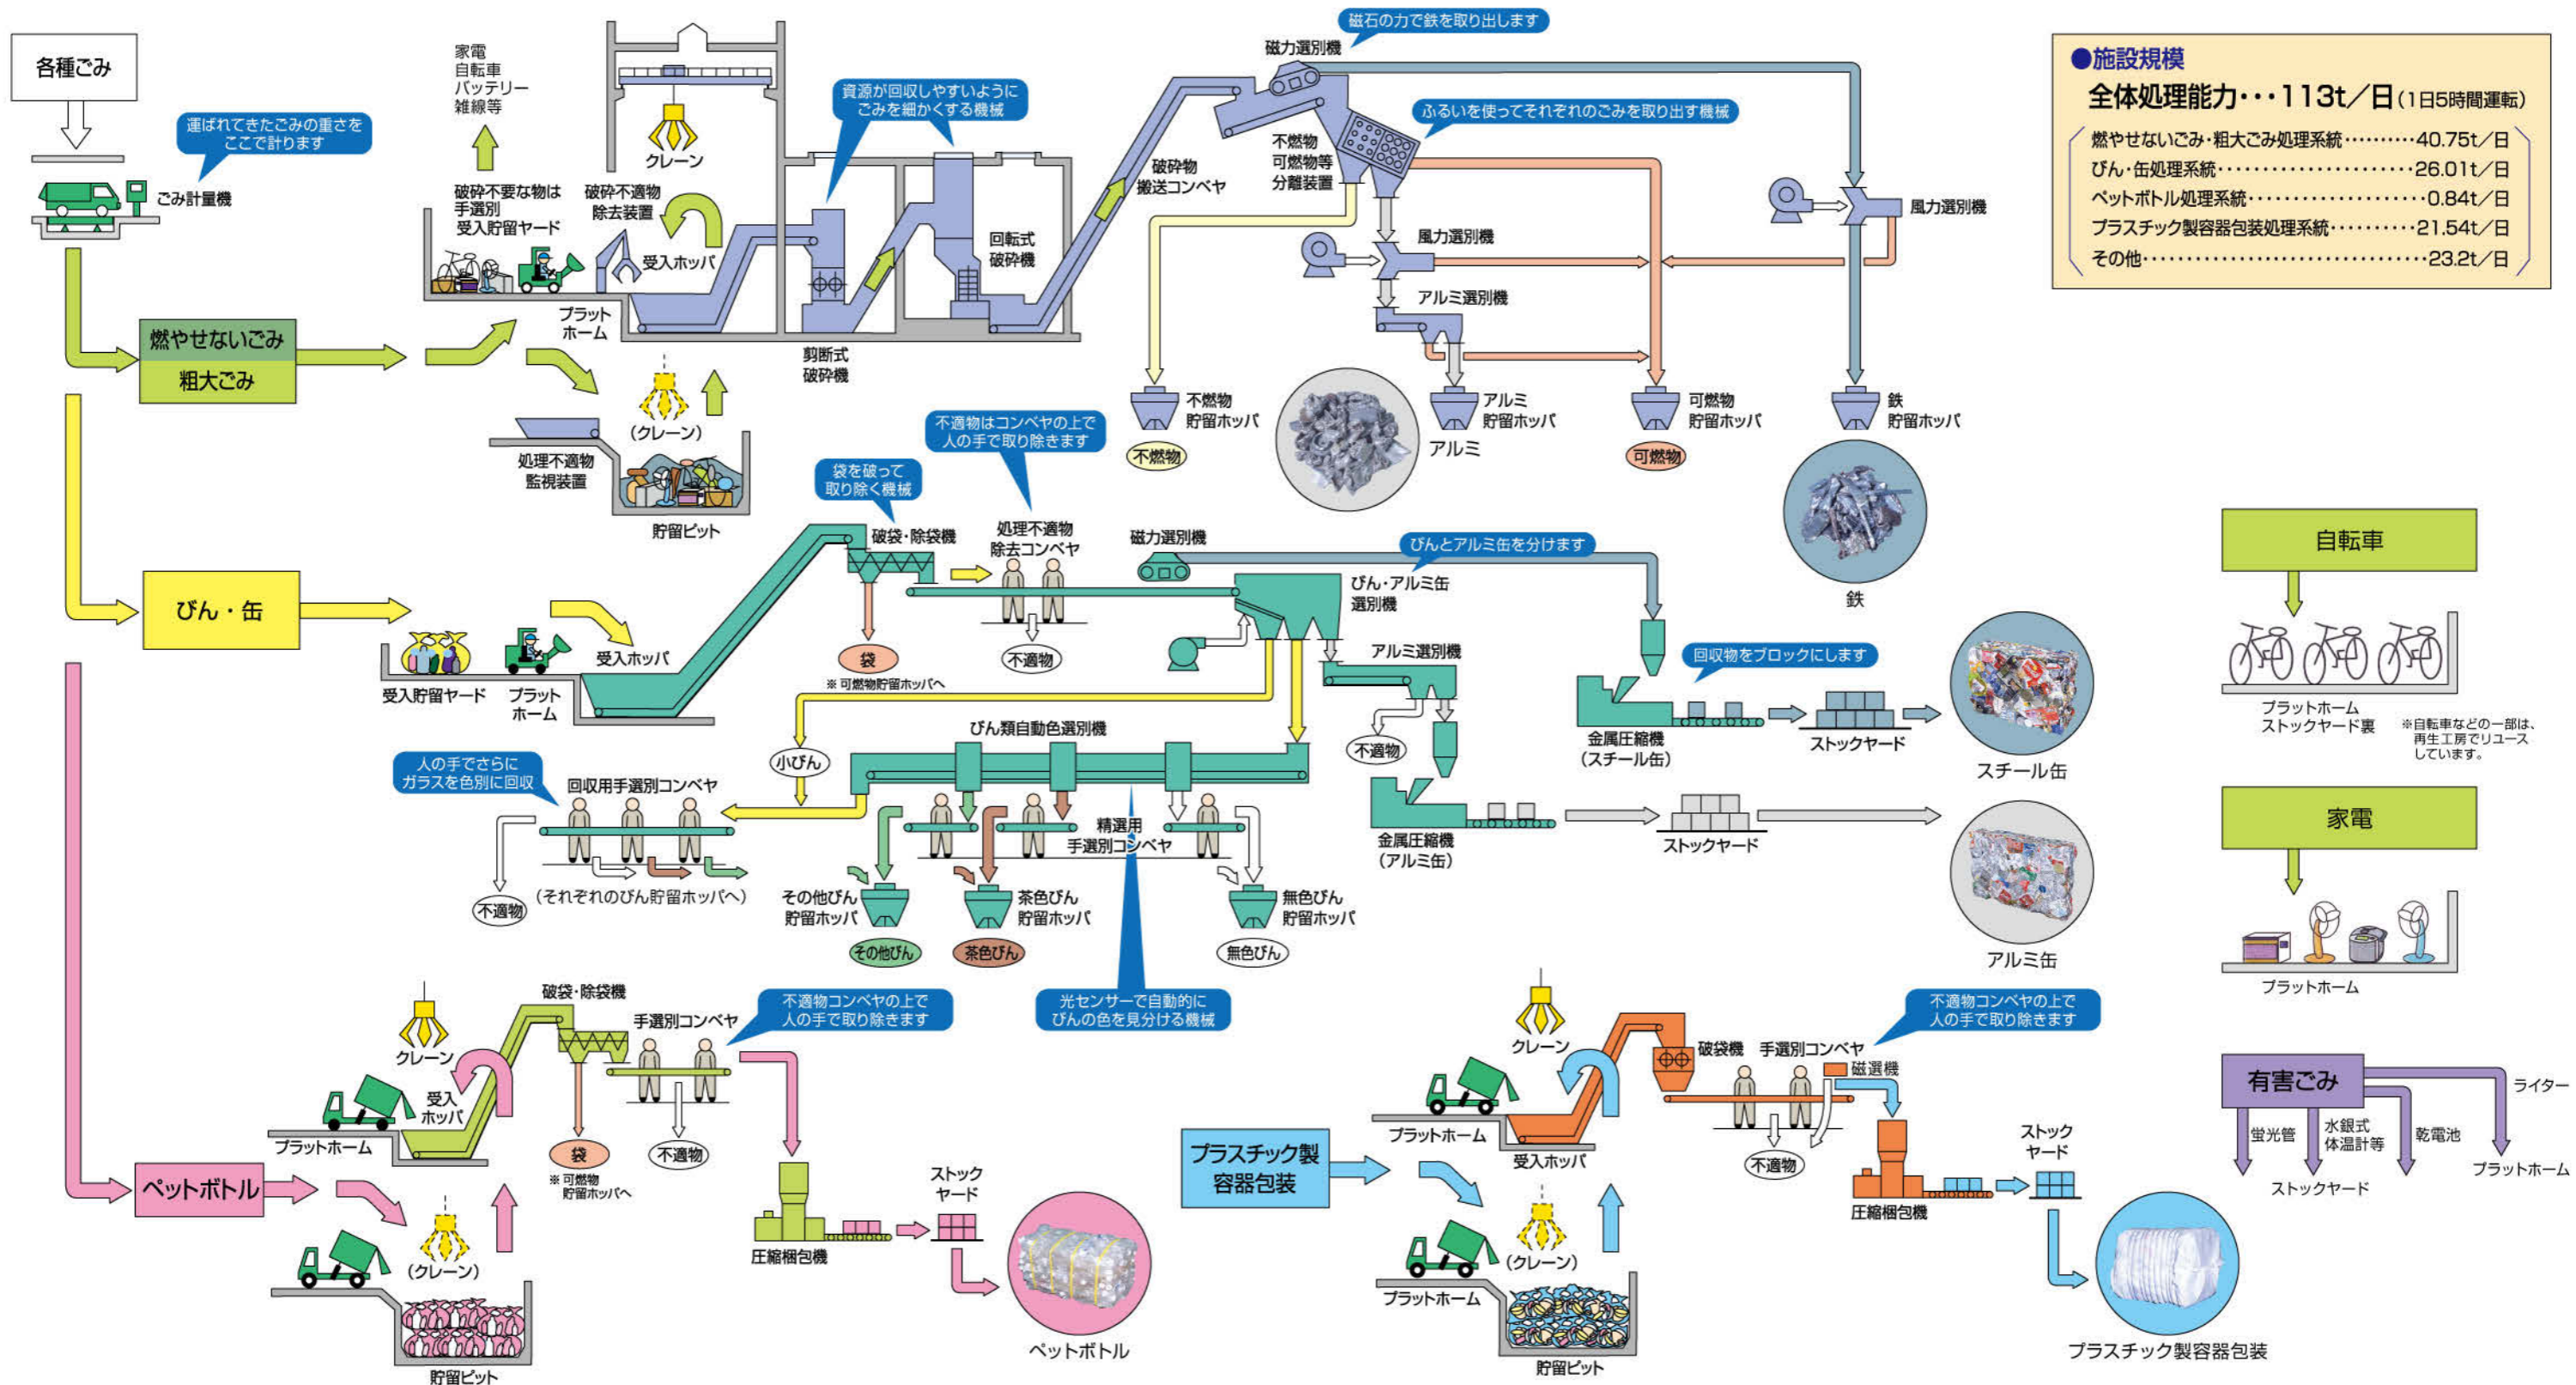 各種ごみ
運ばれてきたごみの重さを
ここで計ります
ごみ計量機
家電
自転車
バッテリー
雑線等
破砕不要な物は
手選別
受入貯留ヤード
クレーン
破砕不適物
除去装置
受入ホッパ
プラット
ホーム
資源が回収しやすいように
ごみを細かくする機械
剪断式
破砕機
回転式
破砕機
破砕物
搬送コンベヤ
磁石の力で鉄を取り出します
磁力選別機
ふるいを使ってそれぞれのごみを取り出す機械
不燃物
可燃物等
分離装置
風力選別機
アルミ選別機
風力選別機
不燃物
貯留ホッパ
不燃物
アルミ
貯留ホッパ
アルミ
可燃物
貯留ホッパ
可燃物
鉄
貯留ホッパ
鉄
●施設規模
全体処理能力・・・113t/日(1日5時間運転)
燃やせないごみ・粗大ごみ処理系統・・・・・・・・・・40.75t/日
びん・缶処理系統・・・・・・・・・・・・・・・・・・・・・・26.01t/日
ペットボトル処理系統・・・・・・・・・・・・・・・・・・・・0.84t/日
プラスチック製容器包装処理系統・・・・・・・・・・21.54t/日
その他・・・・・・・・・・・・・・・・・・・・・・・・・・・・・・・・23.2t/日
燃やせないごみ
粗大ごみ
(クレーン)
処理不適物
監視装置
貯留ピット
びん・缶
受入貯留ヤード
プラット
ホーム
受入ホッパ
袋を破って
取り除く機械
破袋・除袋機
袋
※可燃物貯留ホッパへ
不適物はコンベヤの上で
人の手で取り除きます
処理不適物
除去コンベヤ
不適物
磁力選別機
びんとアルミ缶を分けます
びん・アルミ缶
選別機
アルミ選別機
不適物
回収物をブロックにします
金属圧縮機
(スチール缶)
ストックヤード
スチール缶
金属圧縮機
(アルミ缶)
ストックヤード
アルミ缶
小びん
びん類自動色選別機
人の手でさらに
ガラスを色別に回収
回収用手選別コンベヤ
不適物
(それぞれのびん貯留ホッパへ)
精選用
手選別コンベヤ
その他びん
貯留ホッパ
その他びん
茶色びん
貯留ホッパ
茶色びん
無色びん
貯留ホッパ
無色びん
光センサーで自動的に
びんの色を見分ける機械
自転車
プラットホーム
ストックヤード裏
※自転車などの一部は、
再生工房でリユース
しています。
家電
プラットホーム
有害ごみ
蛍光管
水銀式
体温計等
乾電池
ライター
ストックヤード
プラットホーム
ペットボトル
クレーン
プラットホーム
受入
ホッパ
破袋・除袋機
袋
※可燃物
貯留ホッパへ
手選別コンベヤ
不適物コンベヤの上で
人の手で取り除きます
不適物
(クレーン)
貯留ピット
圧縮梱包機
ストック
ヤード
ペットボトル
プラスチック製
容器包装
クレーン
プラットホーム
受入ホッパ
破袋機
手選別コンベヤ
不適物コンベヤの上で
人の手で取り除きます
磁選機
不適物
プラットホーム
(クレーン)
貯留ピット
圧縮梱包機
ストック
ヤード
プラスチック製容器包装